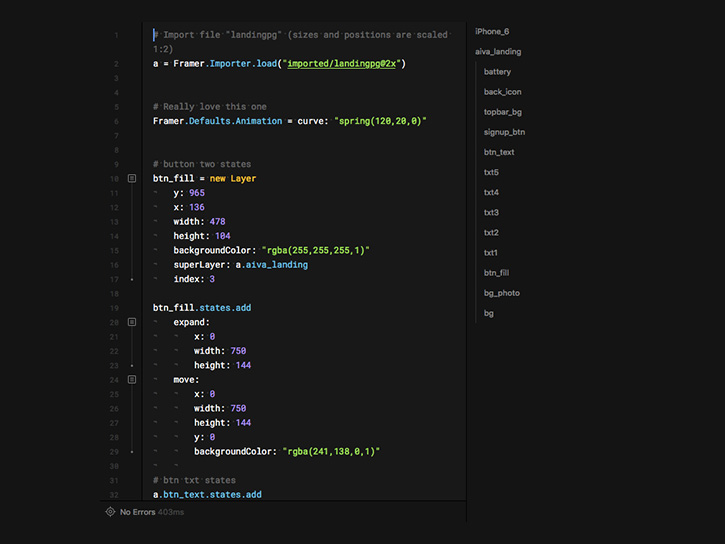 1 # Import file "landingpg" (sizes and positions are scaled
1:2)
2 a = Framer.Importer.load("imported/landingpg@2x")
3
4
5 # Really love this one
6 Framer.Defaults.Animation = curve: "spring(120,20,0)"
7
8
9 # button two states
10 btn_fill = new Layer
11 y: 965
12 x: 136
13 width: 478
14 height: 104
15 backgroundColor: "rgba(255,255,255,1)"
16 superLayer: a.aiva_landing
17 index: 3
18
19 btn_fill.states.add
20 expand:
21 x: 0
22 width: 750
23 height: 144
24 move:
25 x: 0
26 width: 750
27 height: 144
28 y: 0
29 backgroundColor: "rgba(241,138,0,1)"
30
31 # btn txt states
32 a.btn_text.states.add
No Errors 403ms
iPhone_6
aiva_landing
battery
back_icon
topbar_bg
signup_btn
btn_text
txt5
txt4
txt3
txt2
txt1
btn_fill
bg_photo
bg